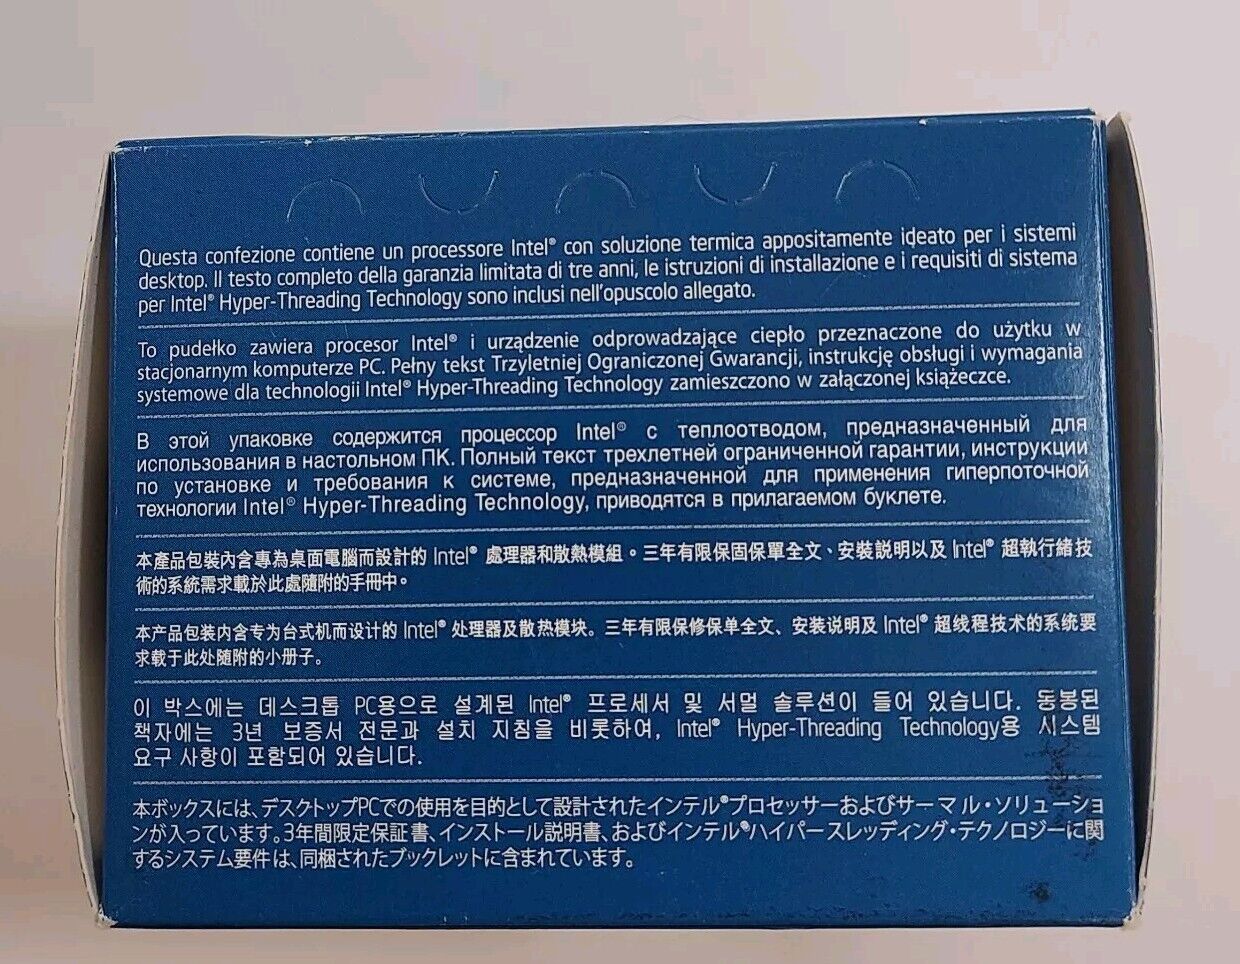 Questa confezione contiene un processore Intel® con soluzione termica appositamente ideato per i sistemi
desktop. Il testo completo della garanzia limitata di tre anni, le istruzioni di installazione e i requisiti di sistema
per Intel® Hyper-Threading Technology sono inclusi nell'opuscolo allegato.
To pudełko zawiera procesor Intel® i urządzenie odprowadzające ciepło przeznaczone do użytku w
stacjonarnym komputerze PC. Pełny tekst Trzyletniej Ograniczonej Gwarancji, instrukcję obsługi i wymagania
systemowe dla technologii Intel® Hyper-Threading Technology zamieszczono w załączonej książeczce.
В этой упаковке содержится процессор Intel® с теплоотводом, предназначенный для
использования в настольном ПК. Полный текст трехлетней ограниченной гарантии, инструкции
по установке и требования к системе, предназначенной для применения гиперпоточной
технологии Intel® Hyper-Threading Technology, приводятся в прилагаемом буклете.
本產品包裝內含專為桌面電腦而設計的 Intel® 處理器和散熱模組。三年有限保固保單全文、安裝說明以及 Intel® 超執行緒技
術的系統需求載於此處隨附的手冊中。
本产品包装内含专为台式机而设计的 Intel® 处理器及散热模块。三年有限保修保单全文、安装说明及 Intel® 超线程技术的系统要
求载于此处随附的小册子。
이 박스에는 데스크톱 PC용으로 설계된 Intel® 프로세서 및 서멀 솔루션이 들어 있습니다. 동봉된
책자에는 3년 보증서 전문과 설치 지침을 비롯하여, Intel® Hyper-Threading Technology용 시스템
요구 사항이 포함되어 있습니다.
本ボックスには、デスクトップPCでの使用を目的として設計されたインテル®プロセッサーおよびサーマル・ソリューショ
ンが入っています。3年間限定保証書、インストール説明書、およびインテル®ハイパースレッディング・テクノロジーに関
するシステム要件は、同梱されたブックレットに含まれています。